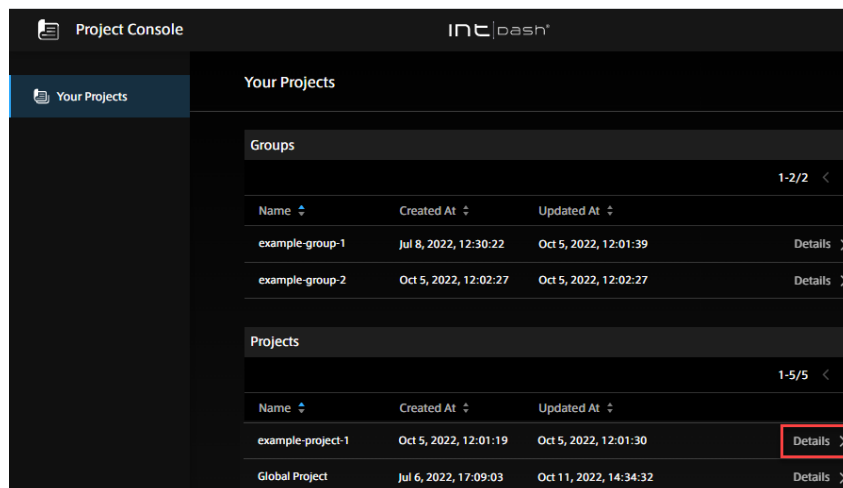 Project Console
INT|DASH®
Your Projects
Your Projects
Groups
1-2/2
Name Created At Updated At
example-group-1 Jul 8, 2022, 12:30:22 Oct 5, 2022, 12:01:39 Details
example-group-2 Oct 5, 2022, 12:02:27 Oct 5, 2022, 12:02:27 Details
Projects
1-5/5
Name Created At Updated At
example-project-1 Oct 5, 2022, 12:01:19 Oct 5, 2022, 12:01:30 Details
Global Project Jul 6, 2022, 17:09:03 Oct 11, 2022, 14:34:32 Details